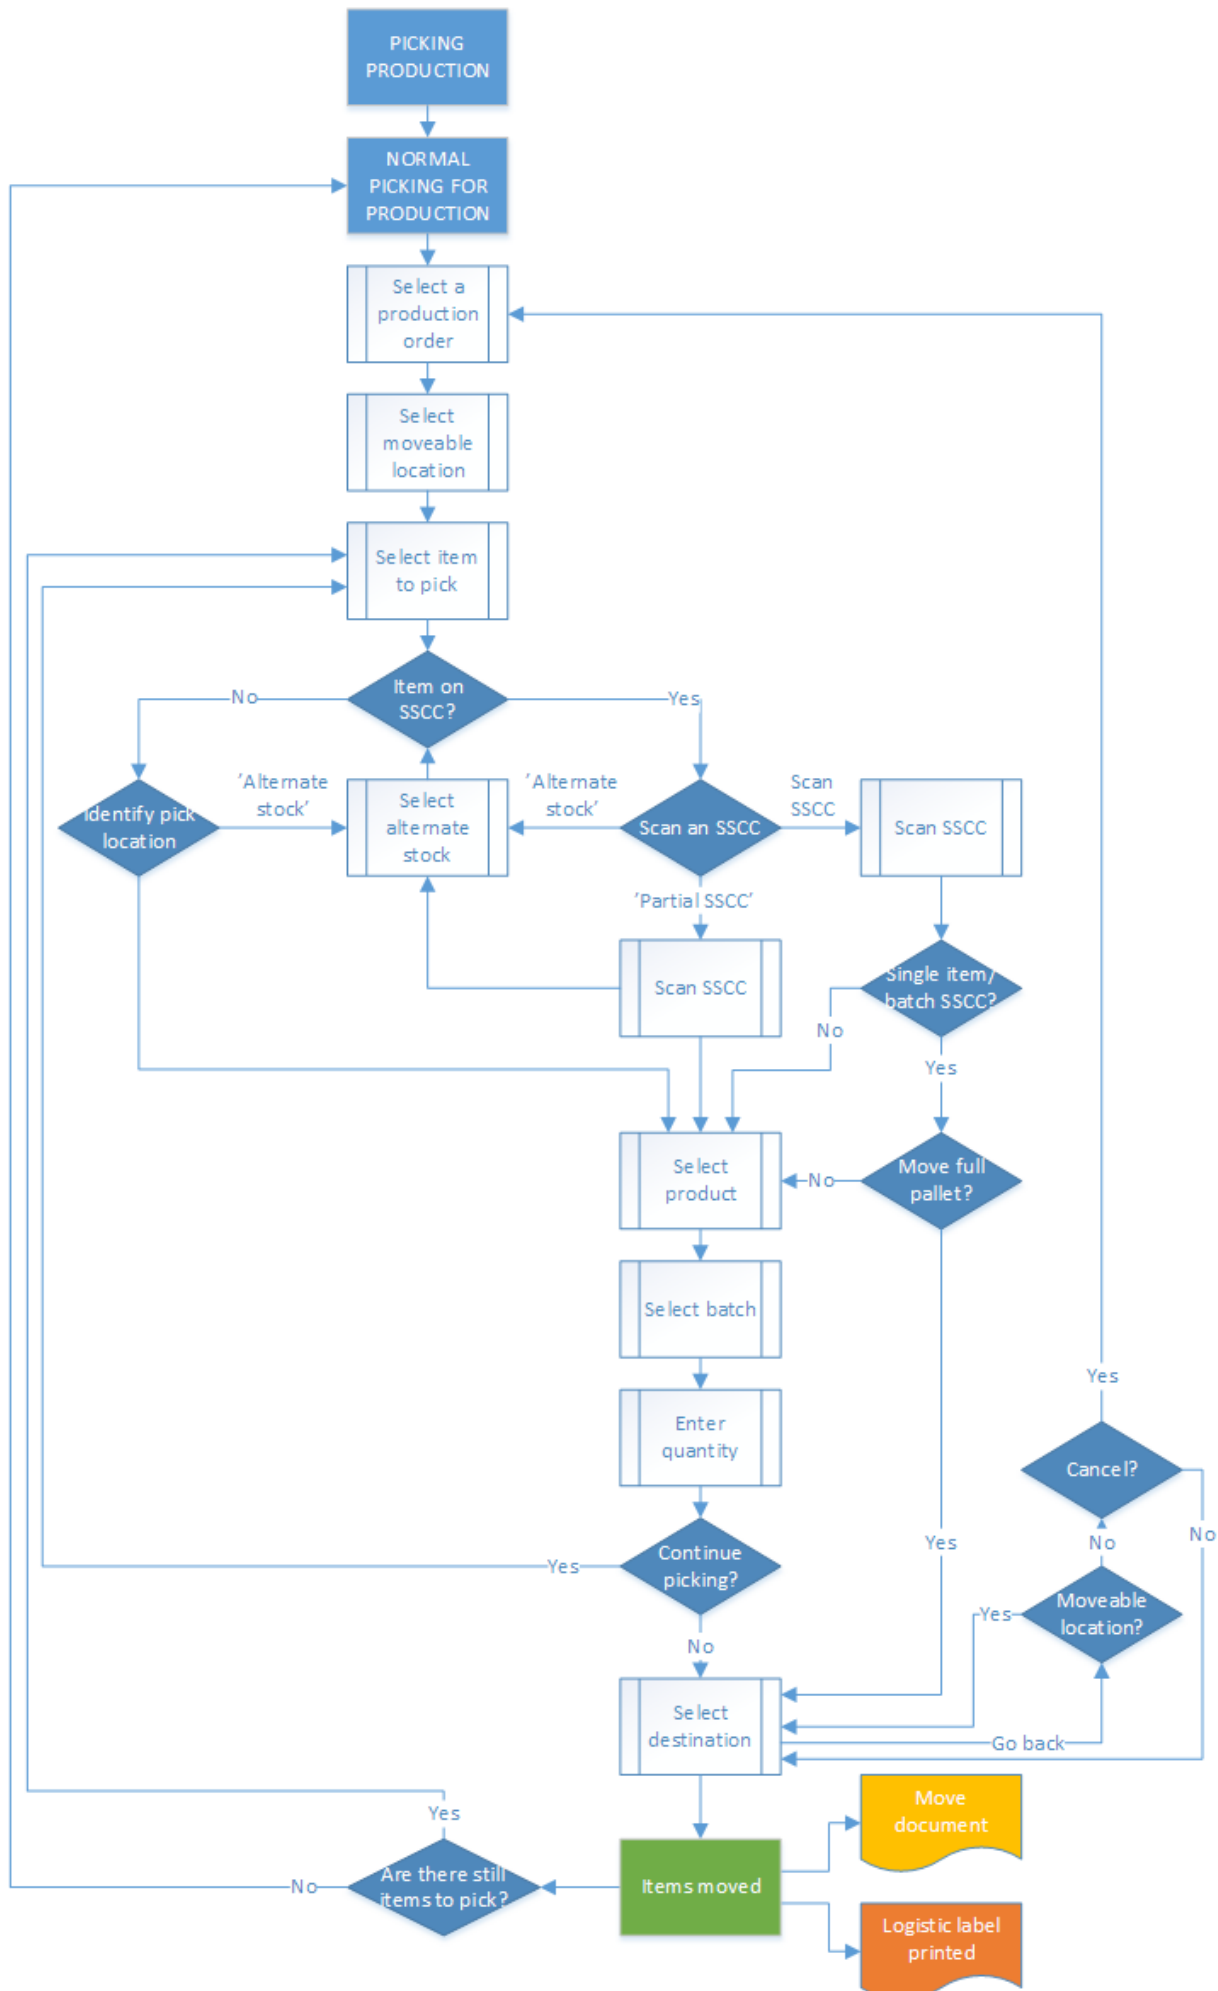 PICKING
PRODUCTION
NORMAL
PICKING FOR
PRODUCTION
Select a
production
order
Select
moveable
location
Select item
to pick
Item on
SSCC?
No
Yes
Identify pick
location
'Alternate
stock'
Select
alternate
stock
'Alternate
stock'
Scan an SSCC
Scan
SSCC
Scan SSCC
'Partial SSCC'
Scan SSCC
Single item/
batch SSCC?
No
Yes
Select
product
No
Move full
pallet?
Select batch
Enter
quantity
Yes
Cancel?
No
Continue
picking?
Yes
Yes
No
Moveable
location?
Yes
No
Select
destination
Go back
Move
document
Yes
Are there still
items to pick?
No
Items moved
Logistic label
printed